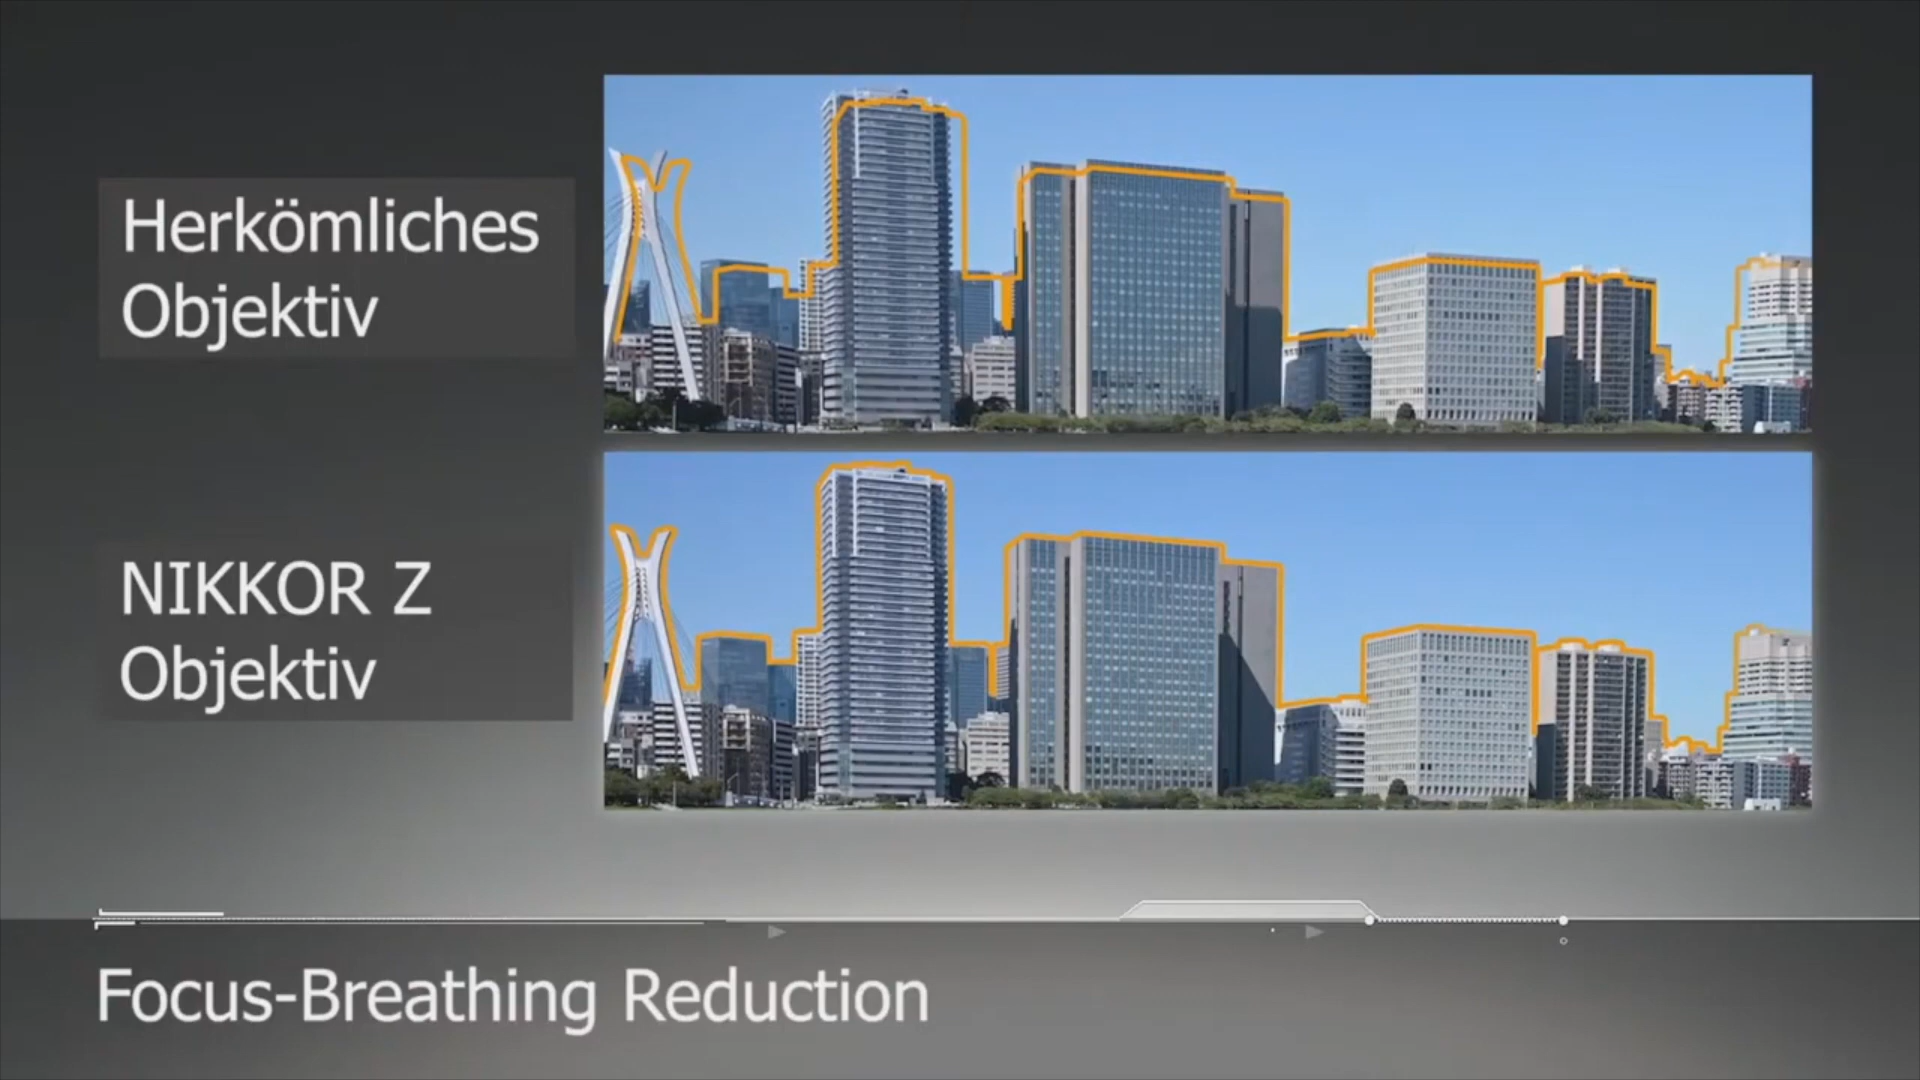 Herkömliches
Objektiv
NIKKOR Z
Objektiv
Focus-Breathing Reduction